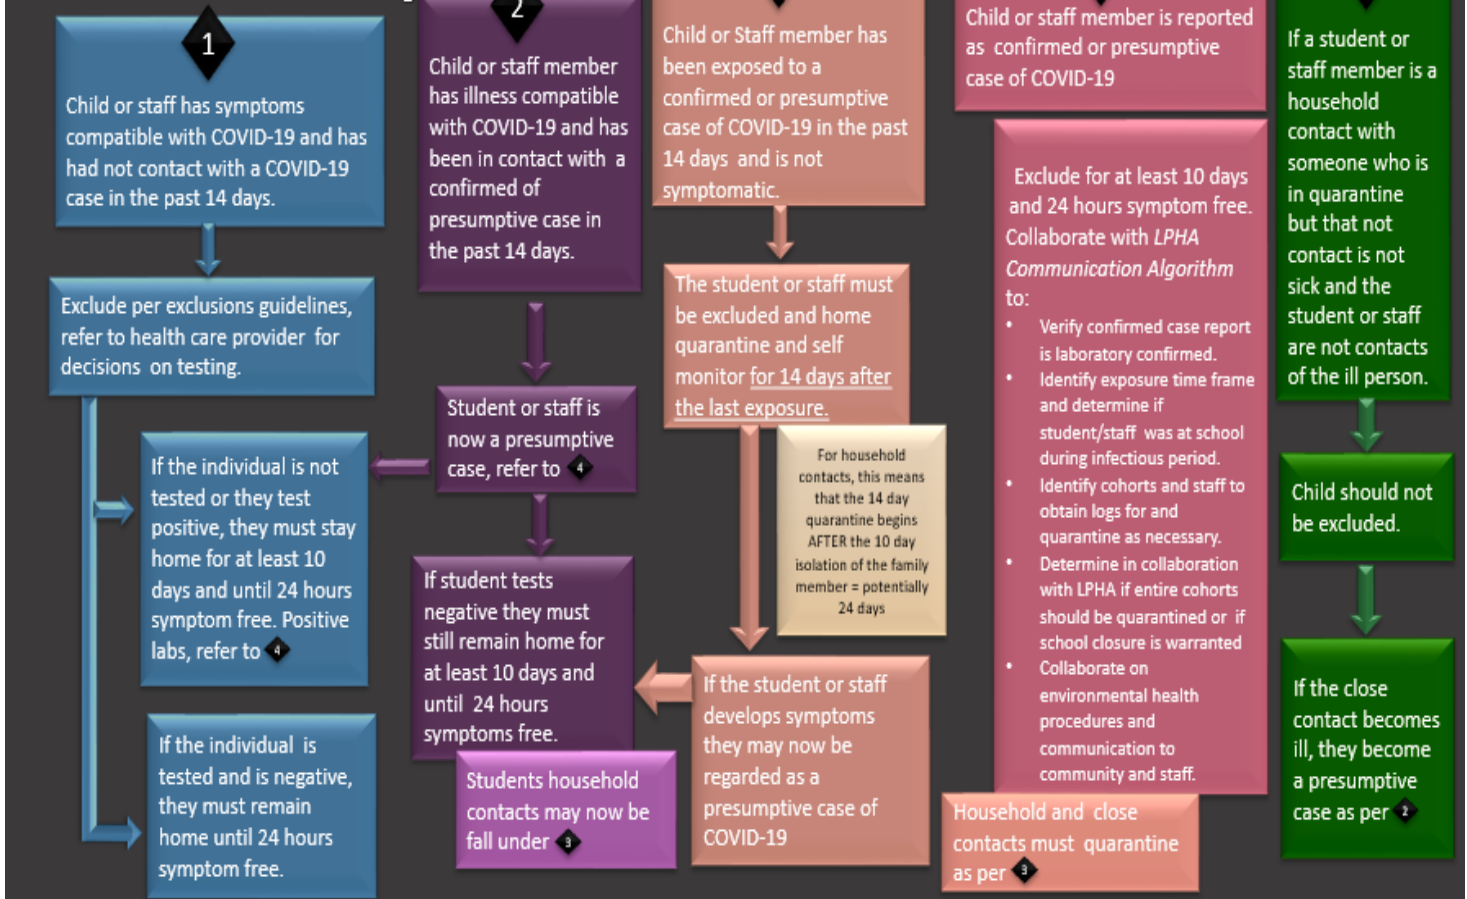 1
Child or staff has symptoms
compatible with COVID-19 and has
had not contact with a COVID-19
case in the past 14 days.
Exclude per exclusions guidelines,
refer to health care provider for
decisions on testing.
If the individual is not
tested or they test
positive, they must stay
home for at least 10
days and until 24 hours
symptom free. Positive
labs, refer to 4
If the individual is
tested and is negative,
they must remain
home until 24 hours
symptom free.
2
Child or staff member
has illness compatible
with COVID-19 and has
been in contact with a
confirmed of
presumptive case in
the past 14 days.
Student or staff is
now a presumptive
case, refer to 4
If student tests
negative they must
still remain home for
at least 10 days and
until 24 hours
symptoms free.
Students household
contacts may now be
fall under 3
Child or Staff member has
been exposed to a
confirmed or presumptive
case of COVID-19 in the past
14 days and is not
symptomatic.
The student or staff must
be excluded and home
quarantine and self
monitor for 14 days after
the last exposure.
For household
contacts, this means
that the 14 day
quarantine begins
AFTER the 10 day
isolation of the family
member = potentially
24 days
If the student or staff
develops symptoms
they may now be
regarded as a
presumptive case of
COVID-19
Child or staff member is reported
as confirmed or presumptive
case of COVID-19
Exclude for at least 10 days
and 24 hours symptom free.
Collaborate with LPHA
Communication Algorithm
to:
• Verify confirmed case report
is laboratory confirmed.
• Identify exposure time frame
and determine if
student/staff was at school
during infectious period.
• Identify cohorts and staff to
obtain logs for and
quarantine as necessary.
• Determine in collaboration
with LPHA if entire cohorts
should be quarantined or if
school closure is warranted
• Collaborate on
environmental health
procedures and
communication to
community and staff.
Household and close
contacts must quarantine
as per 3
If a student or
staff member is a
household
contact with
someone who is
in quarantine
but that not
contact is not
sick and the
student or staff
are not contacts
of the ill person.
Child should not
be excluded.
If the close
contact becomes
ill, they become
a presumptive
case as per 2